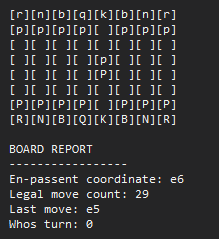 [r][n][b][q][k][b][n][r]
[p][p][p][p][ ][p][p][p]
[ ][ ][ ][ ][ ][ ][ ][ ]
[ ][ ][ ][ ][p][ ][ ][ ]
[ ][ ][ ][ ][P][ ][ ][ ]
[ ][ ][ ][ ][ ][ ][ ][ ]
[P][P][P][P][ ][P][P][P]
[R][N][B][Q][K][B][N][R]
BOARD REPORT
-----------------
En-passent coordinate: e6
Legal move count: 29
Last move: e5
Whos turn: 0